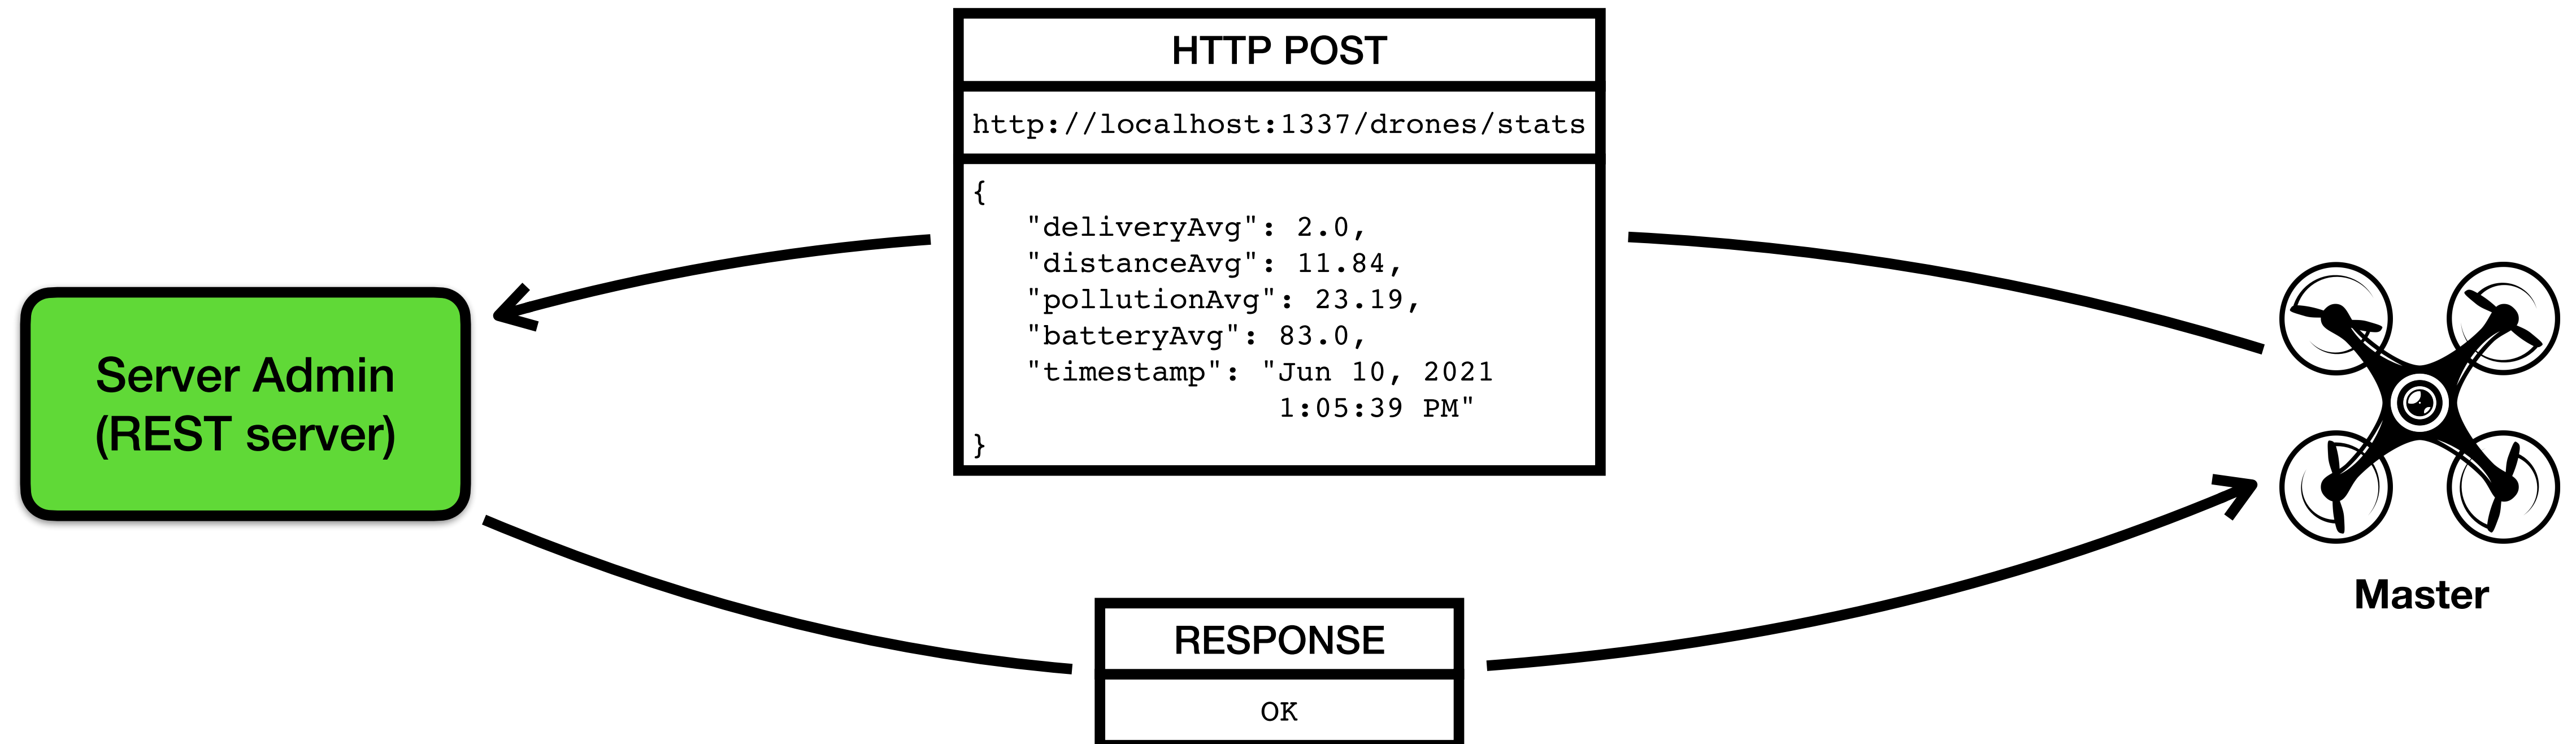 HTTP POST
http://localhost:1337/drones/stats
{
"deliveryAvg": 2.0,
"distanceAvg": 11.84,
"pollutionAvg": 23.19,
"batteryAvg": 83.0,
"timestamp": "Jun 10, 2021
1:05:39 PM"
}
Server Admin
(REST server)
Master
RESPONSE
OK